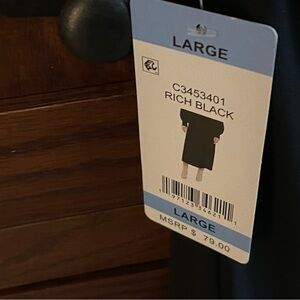 LARGE
C3453401
RICH BLACK
LARGE
MSRP $ 79.00